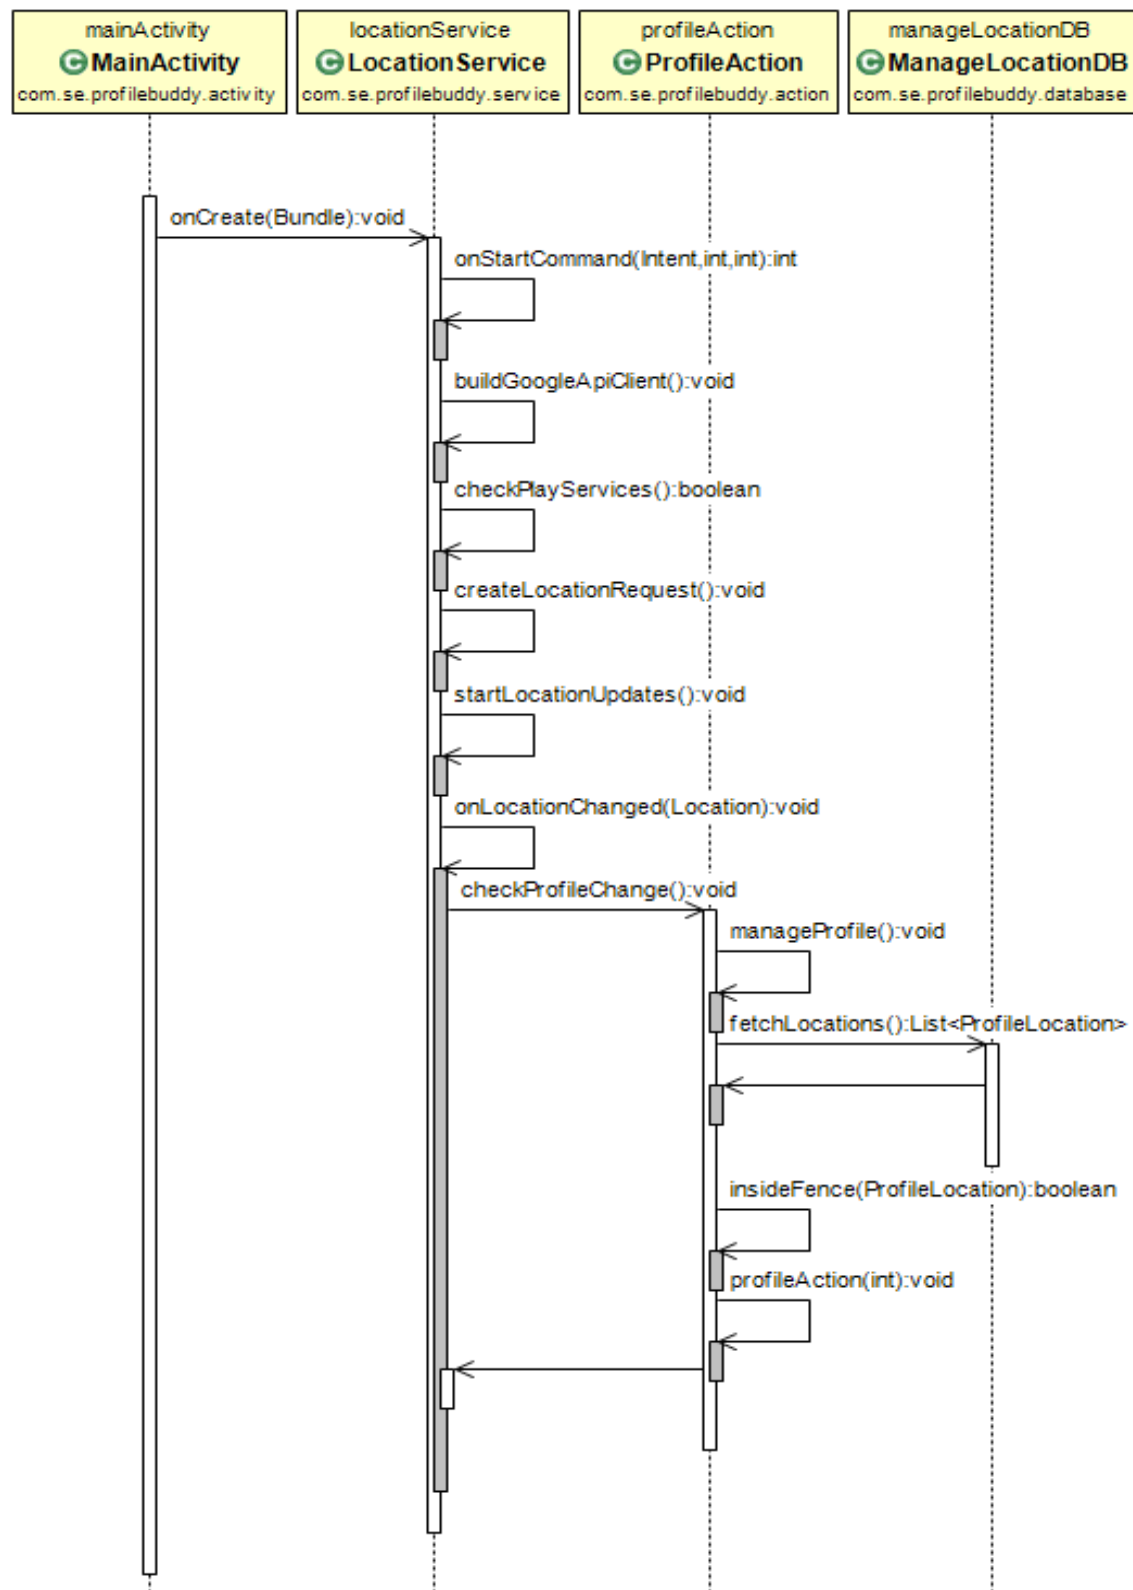 mainActivity
C MainActivity
com.se.profilebuddy.activity
locationService
C LocationService
com.se.profilebuddy.service
profileAction
C ProfileAction
com.se.profilebuddy.action
manageLocationDB
C ManageLocationDB
com.se.profilebuddy.database
onCreate(Bundle):void
onStartCommand(Intent,int,int):int
buildGoogleApiClient():void
checkPlayServices():boolean
createLocationRequest():void
startLocationUpdates():void
onLocationChanged(Location):void
checkProfileChange():void
manageProfile():void
fetchLocations():List<ProfileLocation>
insideFence(ProfileLocation):boolean
profileAction(int):void